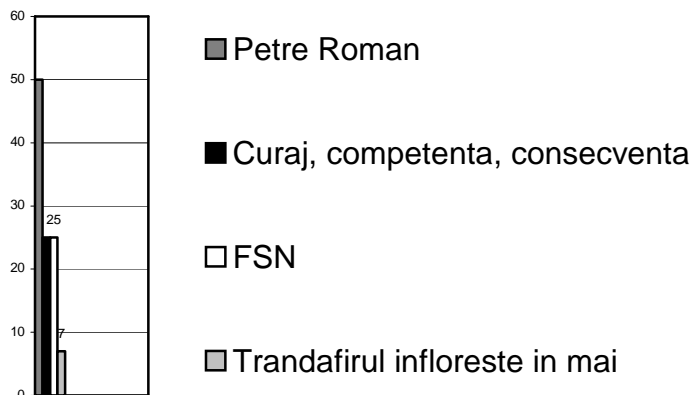 60
50
40
30
20
10
0
25
7
Petre Roman
Curaj, competenta, consecventa
FSN
Trandafirul infloreste in mai